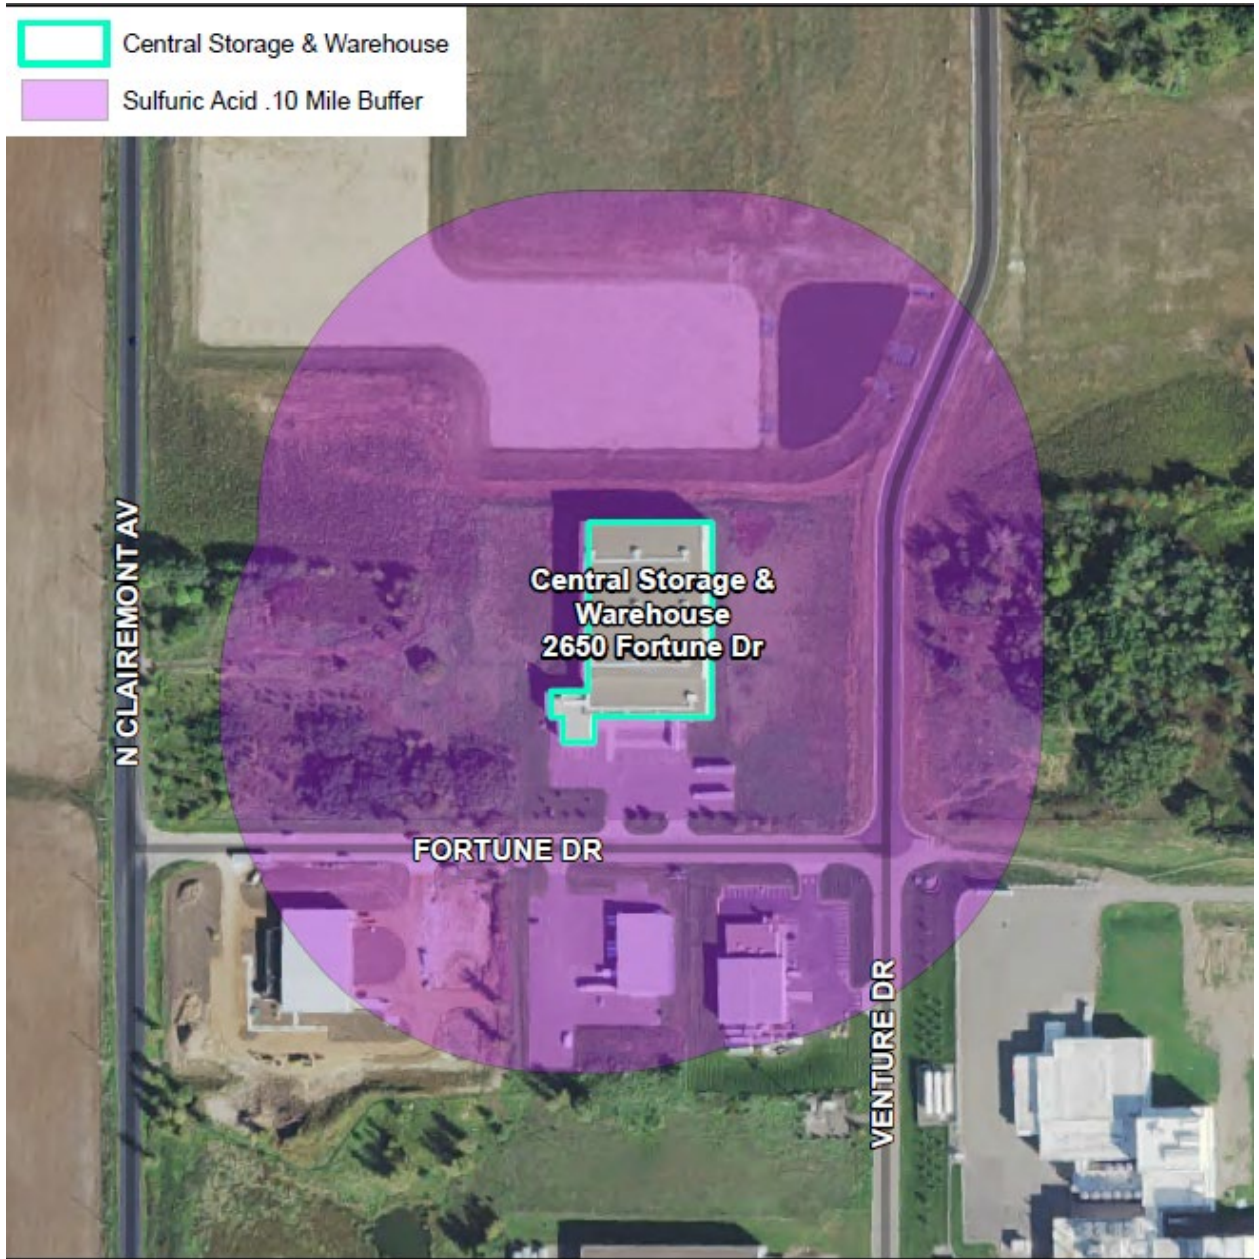 Central Storage & Warehouse
Sulfuric Acid .10 Mile Buffer
N CLAIREMONT AV
Central Storage &
Warehouse
2650 Fortune Dr
FORTUNE DR
VENTURE DR